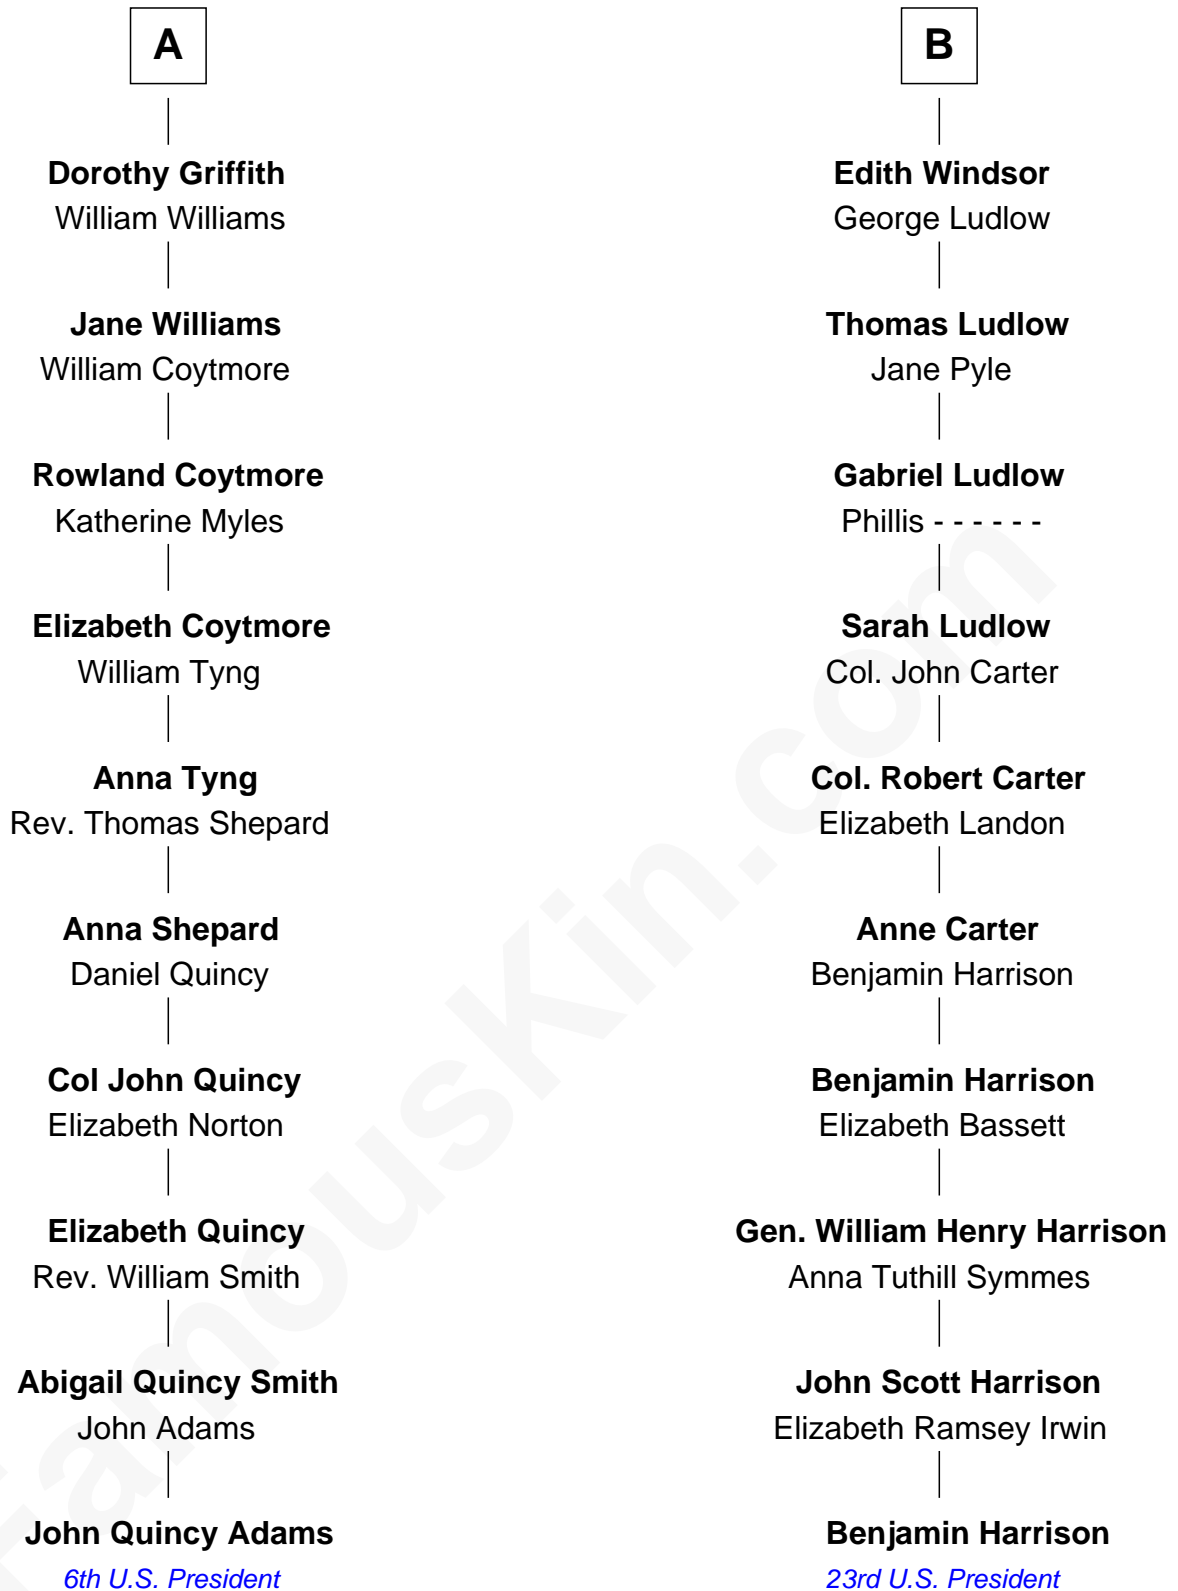 A
Dorothy Griffith
William Williams
Jane Williams
William Coytmore
Rowland Coytmore
Katherine Myles
Elizabeth Coytmore
William Tyng
Anna Tyng
Rev. Thomas Shepard
Anna Shepard
Daniel Quincy
Col John Quincy
Elizabeth Norton
Elizabeth Quincy
Rev. William Smith
Abigail Quincy Smith
John Adams
John Quincy Adams
6th U.S. President
B
Edith Windsor
George Ludlow
Thomas Ludlow
Jane Pyle
Gabriel Ludlow
Phillis - - - - - -
Sarah Ludlow
Col. John Carter
Col. Robert Carter
Elizabeth Landon
Anne Carter
Benjamin Harrison
Benjamin Harrison
Elizabeth Bassett
Gen. William Henry Harrison
Anna Tuthill Symmes
John Scott Harrison
Elizabeth Ramsey Irwin
Benjamin Harrison
23rd U.S. President
FamousKin.com